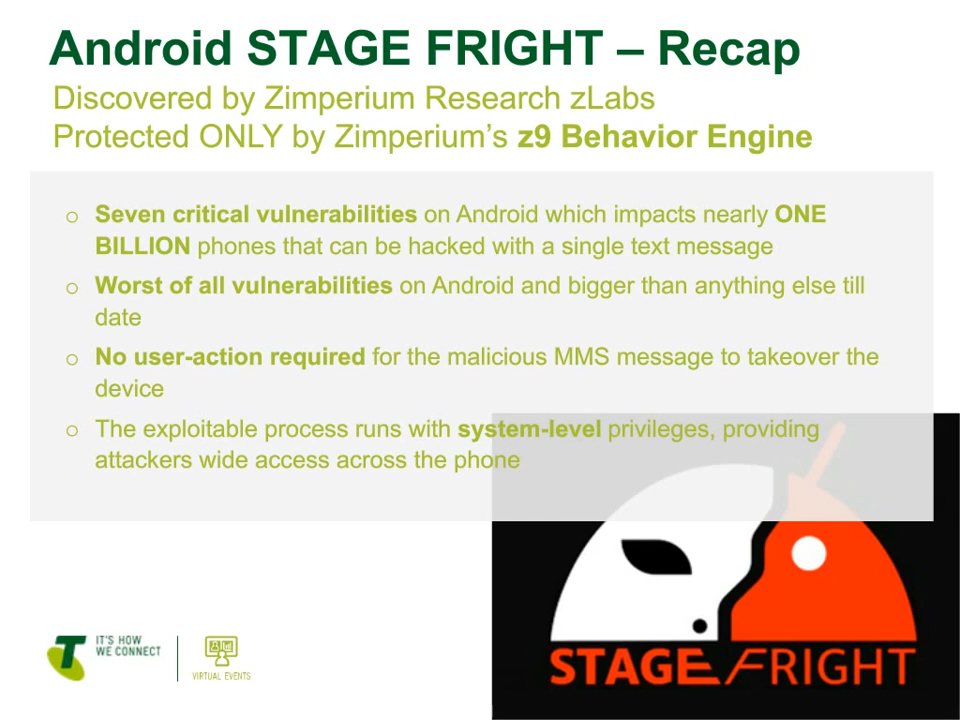 Android STAGE FRIGHT – Recap
Discovered by Zimperium Research zLabs
Protected ONLY by Zimperium's z9 Behavior Engine
○ Seven critical vulnerabilities on Android which impacts nearly ONE
BILLION phones that can be hacked with a single text message
○ Worst of all vulnerabilities on Android and bigger than anything else till
date
○ No user-action required for the malicious MMS message to takeover the
device
○ The exploitable process runs with system-level privileges, providing
attackers wide access across the phone
STAGEFRIGHT
T
IT'S HOW
WE CONNECT
VIRTUAL EVENTS